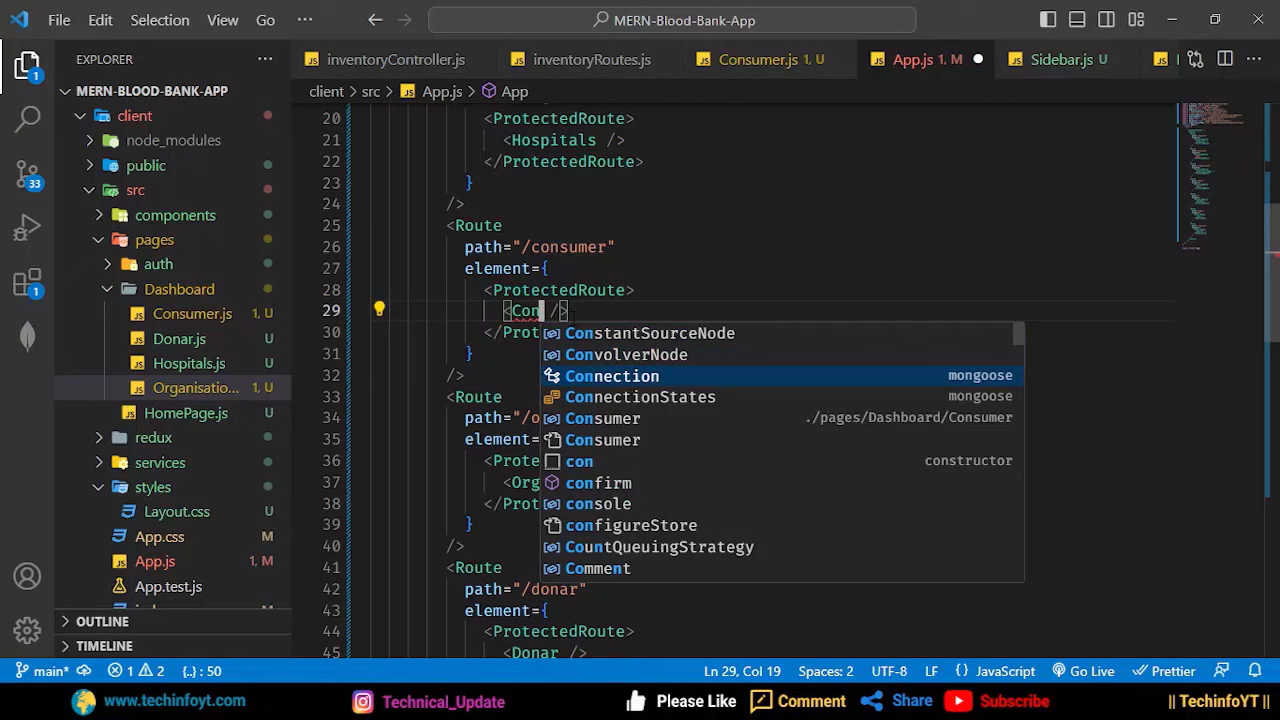 File Edit Selection View Go ··· MERN-Blood-Bank-App
EXPLORER ···
inventoryController.js inventoryRoutes.js Consumer.js 1, U App.js 1, M Sidebar.js U
MERN-BLOOD-BANK-APP
client > src > App.js > App
1
33
client
node_modules
public
src
components
pages
auth
Dashboard
Consumer.js 1, U
Donar.js U
Hospitals.js U
Organisatio... 1, U
HomePage.js U
redux
services
styles
Layout.css U
App.css M
App.js 1, M
App.test.js
OUTLINE
TIMELINE
20 <ProtectedRoute>
21 <Hospitals />
22 </ProtectedRoute>
23 }
24 />
25 <Route
26 path="/consumer"
27 element={
28 <ProtectedRoute>
29 <Con />
30 </Prot
31 }
32 />
33 <Route
34 path="/o
35 element=
36 <Prote
37 <Org
38 </Prot
39 }
40 />
41 <Route
42 path="/donar"
43 element={
44 <ProtectedRoute>
45 <Donar />
ConstantSourceNode
ConvolverNode
Connection mongoose
ConnectionStates mongoose
Consumer ./pages/Dashboard/Consumer
Consumer
con constructor
confirm
console
configureStore
CountQueuingStrategy
Comment
main* 1 2 {..} : 50 Ln 29, Col 19 Spaces: 2 UTF-8 LF {} JavaScript Go Live Prettier
www.techinfoyt.com Technical_Update Please Like Comment Share Subscribe || TechinfoYT ||